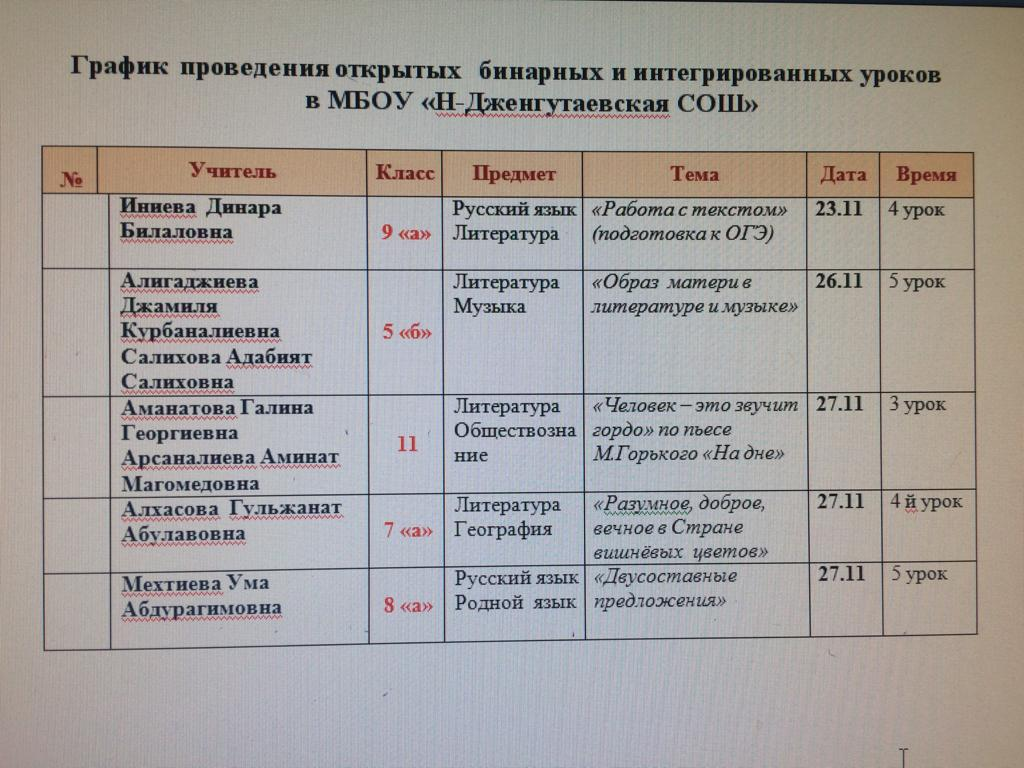 График проведения открытых бинарных и интегрированных уроков
в МБОУ «Н-Дженгутаевская СОШ»
№ Учитель Класс Предмет Тема Дата Время
Иниева Динара
Билаловна
9 «а»
Русский язык
Литература
«Работа с текстом»
(подготовка к ОГЭ)
23.11
4 урок
Алигаджиева
Джамиля
Курбаналиевна
Салихова Адабият
Салиховна
5 «б»
Литература
Музыка
«Образ матери в
литературе и музыке»
26.11
5 урок
Аманатова Галина
Георгиевна
Арсаналиева Аминат
Магомедовна
11
Литература
Обществозна
ние
«Человек – это звучит
гордо» по пьесе
М.Горького «На дне»
27.11
3 урок
Алхасова Гульжанат
Абулавовна
7 «а»
Литература
География
«Разумное, доброе,
вечное в Стране
вишнёвых цветов»
27.11
4 й урок
Мехтиева Ума
Абдурагимовна
8 «а»
Русский язык
Родной язык
«Двусоставные
предложения»
27.11
5 урок